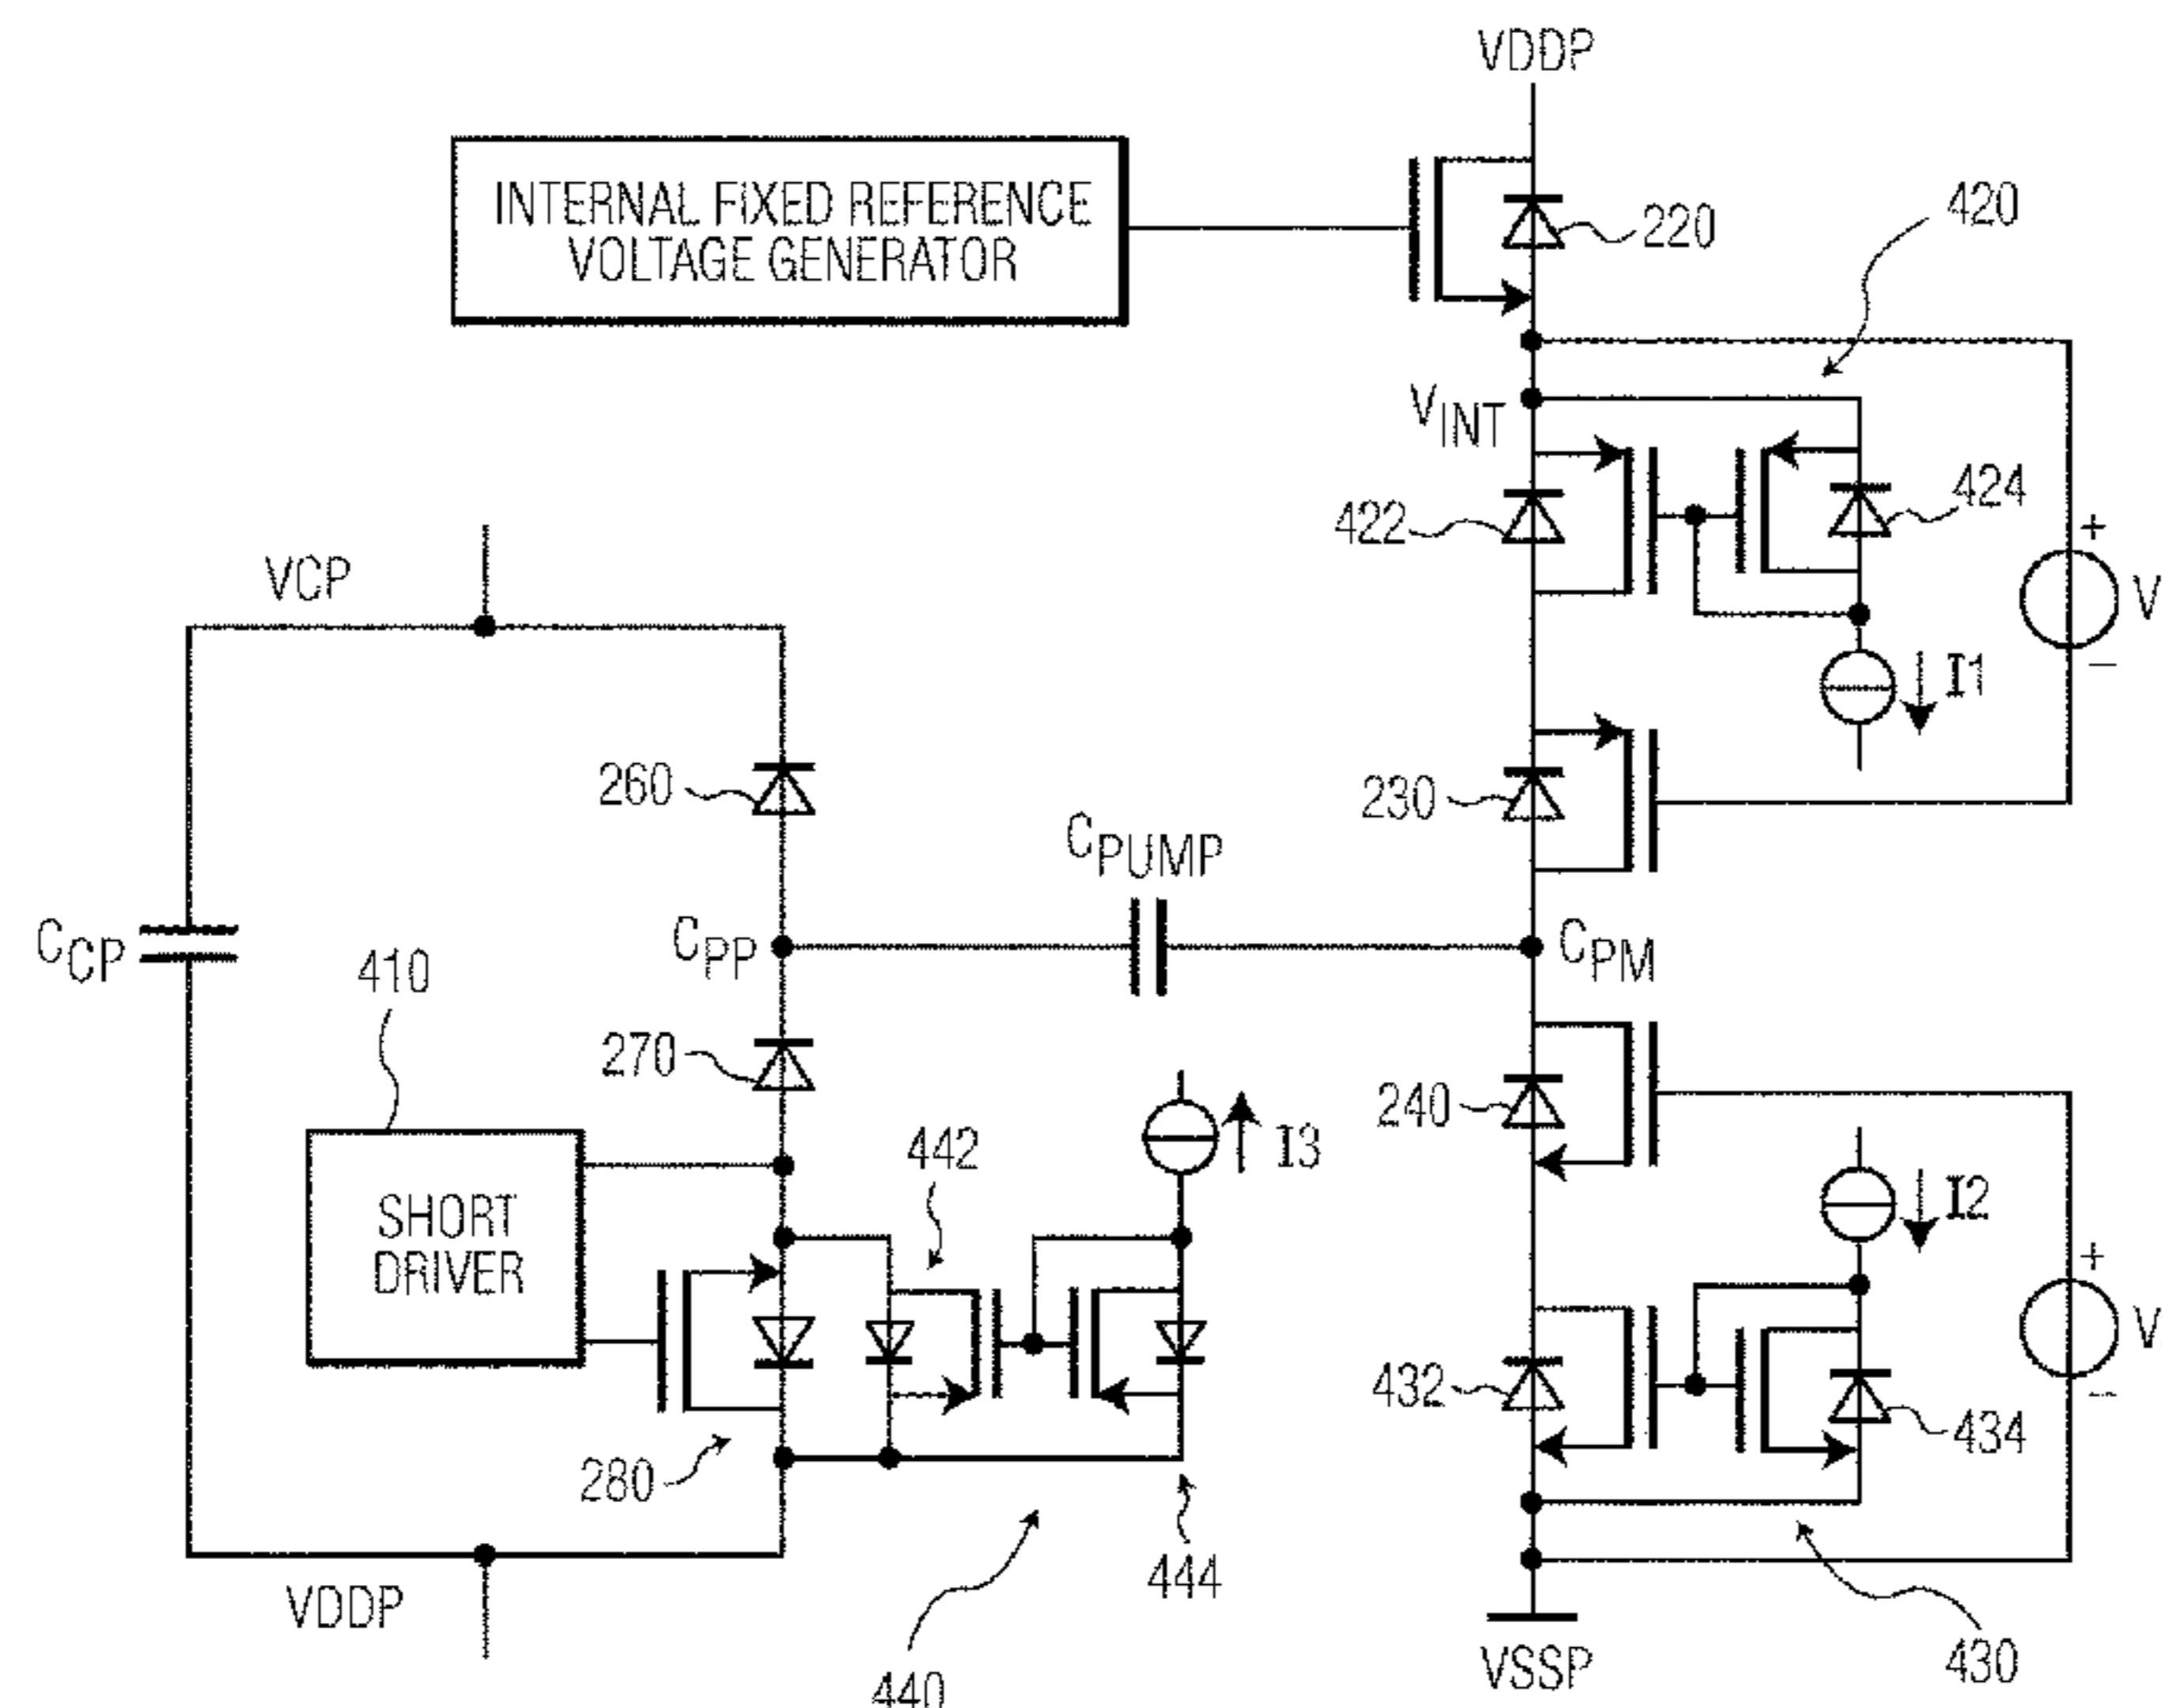 VDDP
INTERNAL FIXED REFERENCE
VOLTAGE GENERATOR
220
420
VINT
422
424
+
V
−
I1
VCP
260
230
CPUMP
CCP
CPP
CPM
410
270
240
442
I3
I2
SHORT
DRIVER
+
V
−
432
434
280
444
VDDP
440
VSSP
430